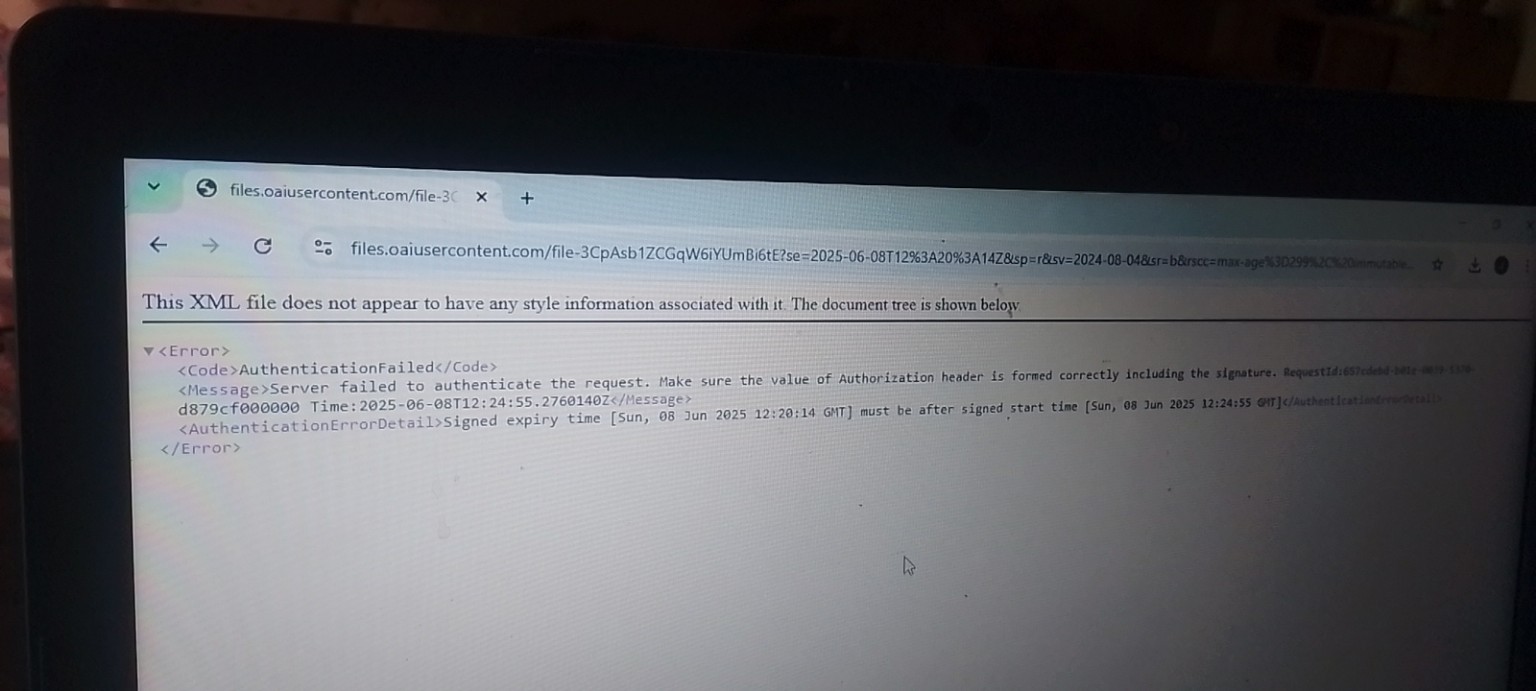 files.oaiusercontent.com/file-3C
files.oaiusercontent.com/file-3CpAsb1ZCGqW6iYUmBi6tE?se=2025-06-08T12%3A20%3A14Z&sp=r&sv=2024-08-04&sr=b&rscc=max-age%3D299%2C%20immutable...
This XML file does not appear to have any style information associated with it. The document tree is shown below.
<Error>
<Code>AuthenticationFailed</Code>
<Message>Server failed to authenticate the request. Make sure the value of Authorization header is formed correctly including the signature.
d879cf000000 Time:2025-06-08T12:24:55.2760140Z</Message>
<AuthenticationErrorDetail>Signed expiry time [Sun, 08 Jun 2025 12:20:14 GMT] must be after signed start time [Sun, 08 Jun 2025 12:24:55 GMT]</AuthenticationErrorDetail>
</Error>